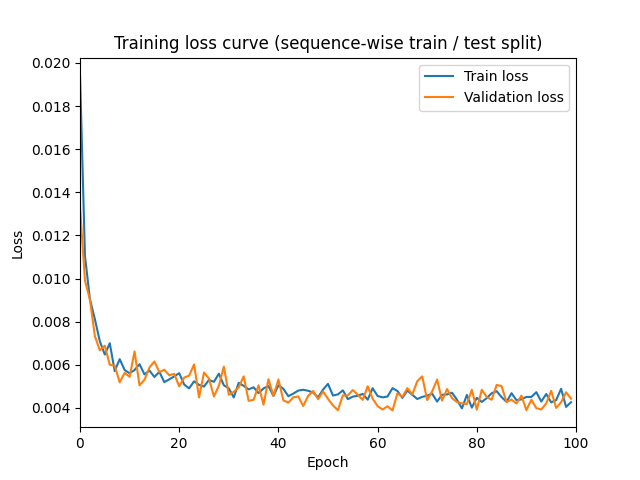 Training loss curve (sequence-wise train / test split)
Train loss
Validation loss
0.020
0.018
0.016
0.014
0.012
0.010
0.008
0.006
0.004
Loss
0 20 40 60 80 100
Epoch